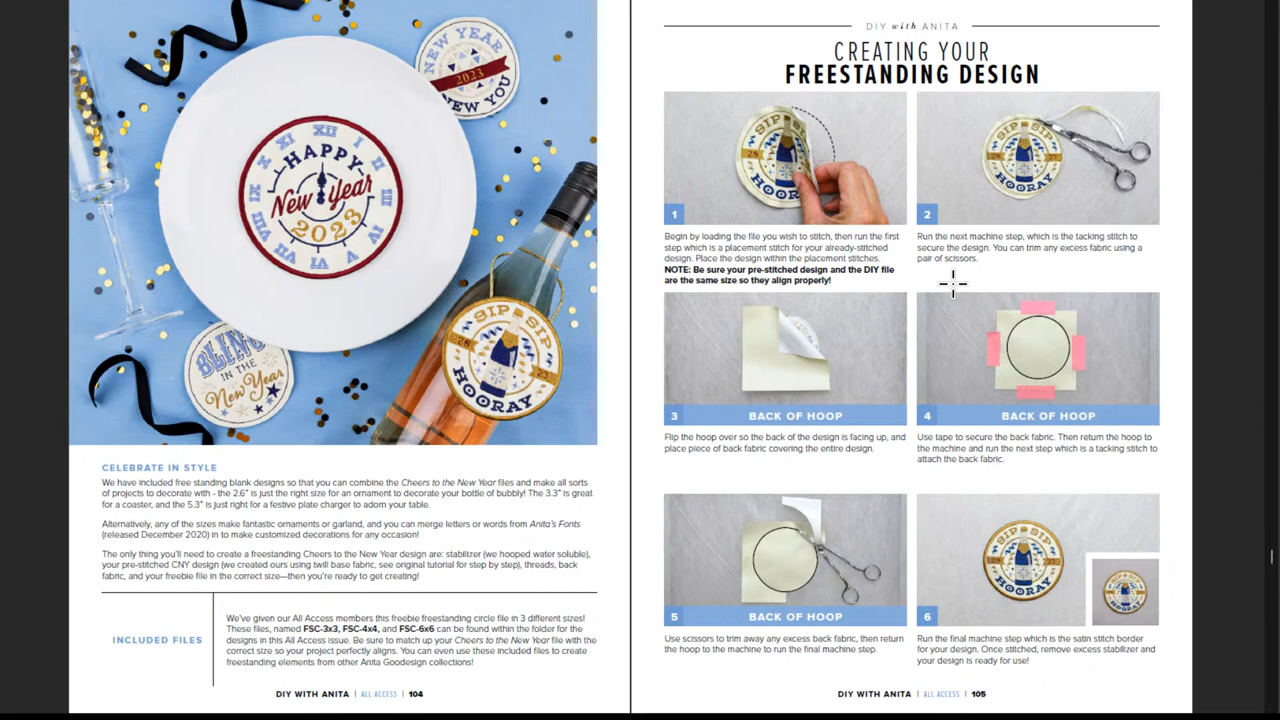 NEW YEAR
2023
NEW YOU
XII
I
II
IV
V
VI
VII
VIII
IX
X
XI
HAPPY
New Year
2023
BLING
IN THE
New Year
SIP SIP
HOORAY
CELEBRATE IN STYLE
We have included free standing blank designs so that you can combine the Cheers to the New Year files and make all sorts
of projects to decorate with - the 2.6" is just the right size for an ornament to decorate your bottle of bubbly! The 3.3" is great
for a coaster, and the 5.3" is just right for a festive plate charger to adorn your table.
Alternatively, any of the sizes make fantastic ornaments or garland, and you can merge letters or words from Anita's Fonts
(released December 2020) in to make customized decorations for any occasion!
The only thing you'll need to create a freestanding Cheers to the New Year design are: stabilizer (we hooped water soluble),
your pre-stitched CNY design (we created ours using twill base fabric, see original tutorial for step by step), threads, back
fabric, and your freebie file in the correct size—then you're ready to get creating!
INCLUDED FILES
We've given our All Access members this freebie freestanding circle file in 3 different sizes!
These files, named FSC-3x3, FSC-4x4, and FSC-6x6 can be found within the folder for the
designs in this All Access issue. Be sure to match up your Cheers to the New Year file with the
correct size so your project perfectly aligns. You can even use these included files to create
freestanding elements from other Anita Goodesign collections!
DIY WITH ANITA | ALL ACCESS | 104
DIY with ANITA
CREATING YOUR
FREESTANDING DESIGN
SIP SIP
HOORAY
1
Begin by loading the file you wish to stitch, then run the first
step which is a placement stitch for your already-stitched
design. Place the design within the placement stitches.
NOTE: Be sure your pre-stitched design and the DIY file
are the same size so they align properly!
SIP SIP
HOORAY
2
Run the next machine step, which is the tacking stitch to
secure the design. You can trim any excess fabric using a
pair of scissors.
3 BACK OF HOOP
Flip the hoop over so the back of the design is facing up, and
place piece of back fabric covering the entire design.
4 BACK OF HOOP
Use tape to secure the back fabric. Then return the hoop to
the machine and run the next step which is a tacking stitch to
attach the back fabric.
5 BACK OF HOOP
Use scissors to trim away any excess back fabric, then return
the hoop to the machine to run the final machine step.
SIP SIP
HOORAY
SIP SIP
HOORAY
6
Run the final machine step which is the satin stitch border
for your design. Once stitched, remove excess stabilizer and
your design is ready for use!
DIY WITH ANITA | ALL ACCESS | 105